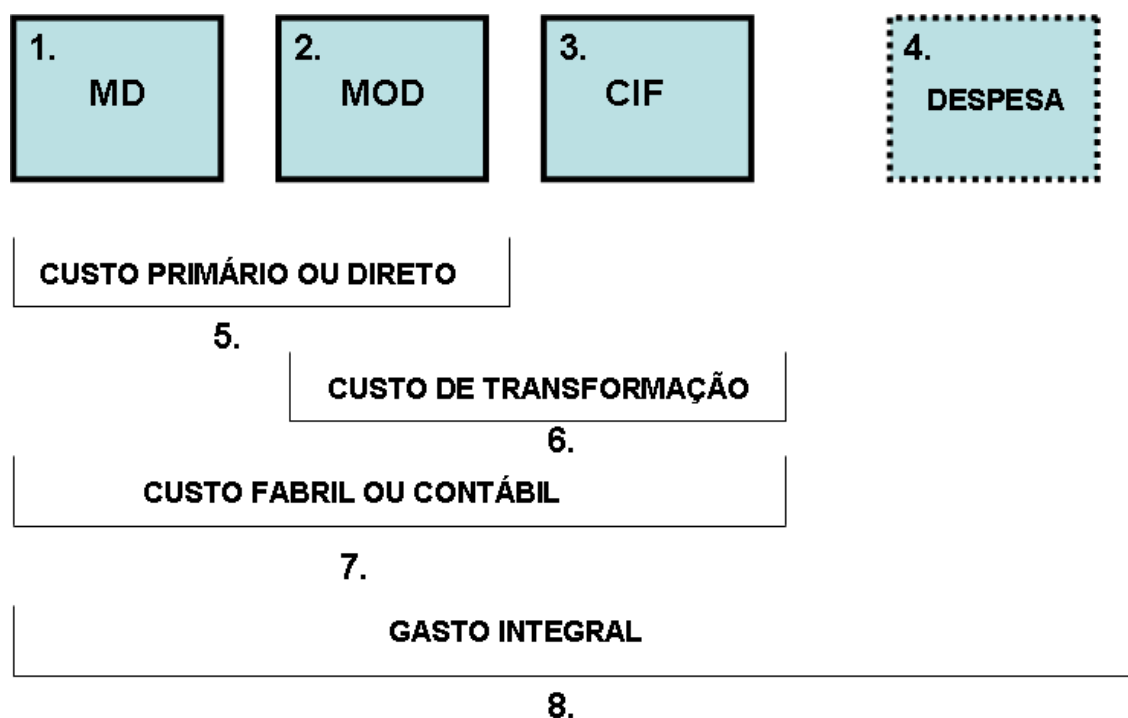 1.
MD
2.
MOD
3.
CIF
4.
DESPESA
CUSTO PRIMÁRIO OU DIRETO
5.
CUSTO DE TRANSFORMAÇÃO
6.
CUSTO FABRIL OU CONTÁBIL
7.
GASTO INTEGRAL
8.